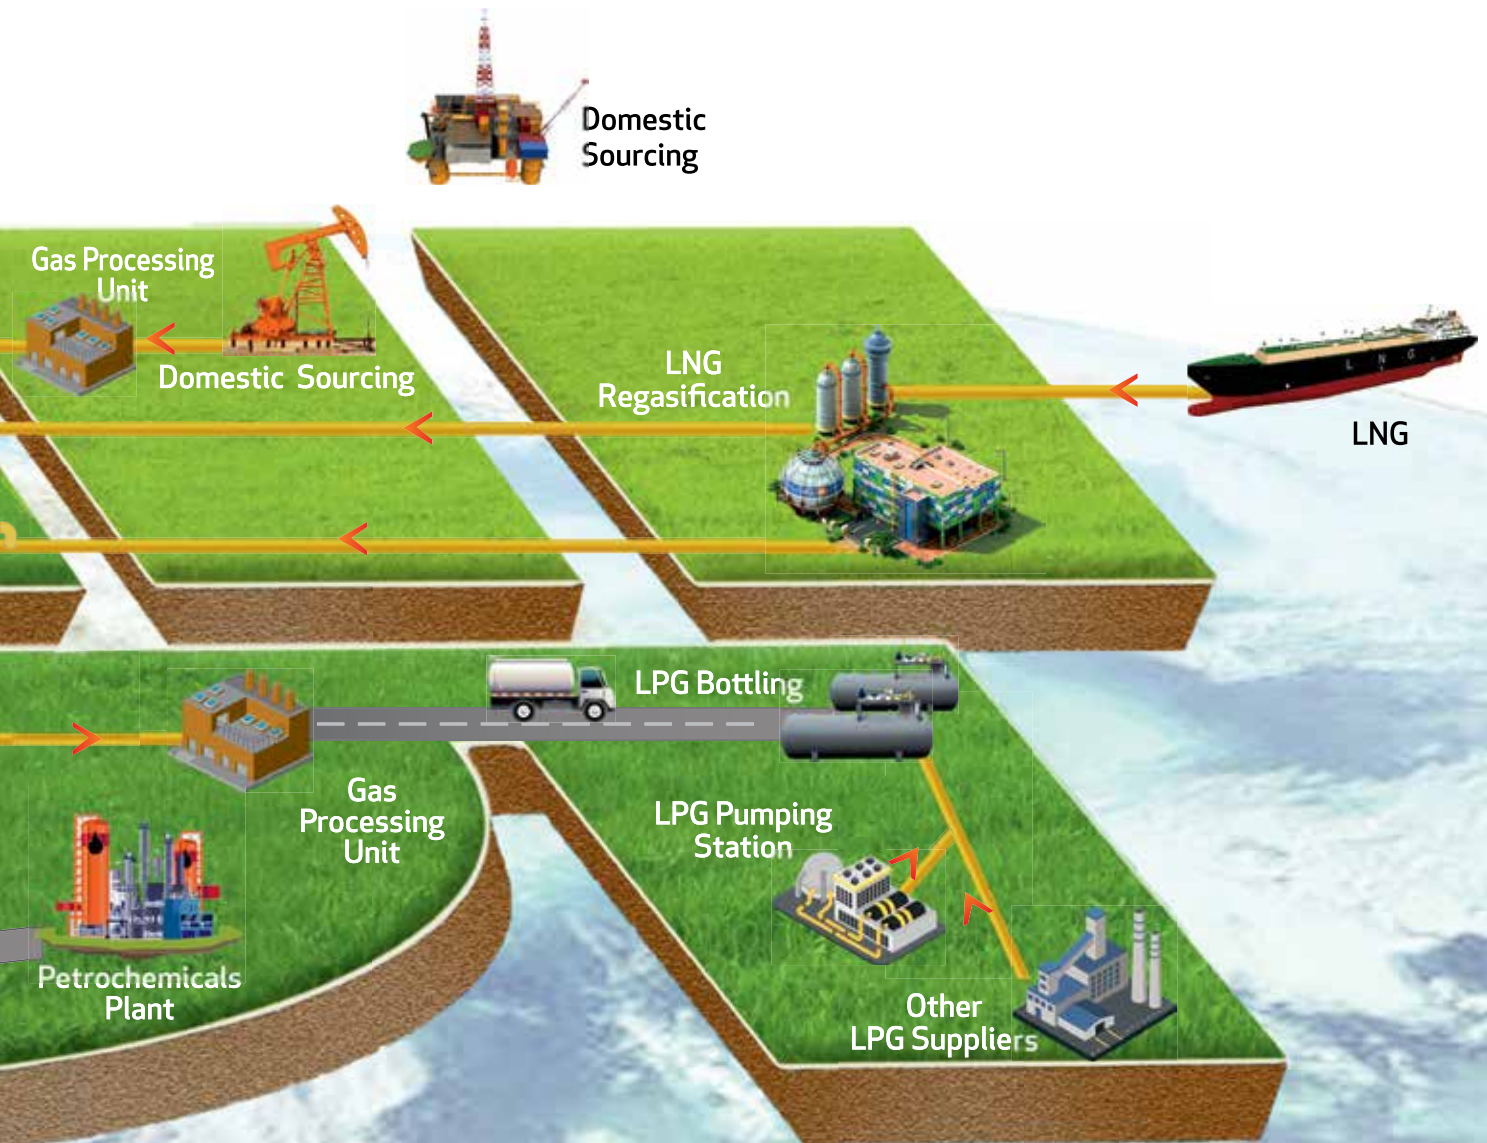 Domestic
Sourcing
Gas Processing
Unit
Domestic Sourcing
LNG
Regasification
LNG
LNG
LPG Bottling
Gas
Processing
Unit
LPG Pumping
Station
Petrochemicals
Plant
Other
LPG Suppliers